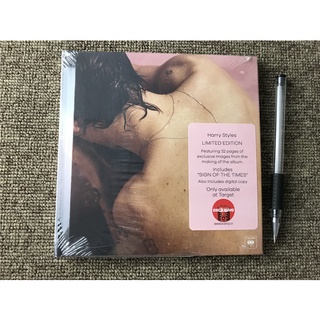 Harry Styles
LIMITED EDITION
Featuring 32 pages of
exclusive images from the
making of the album.
Includes
"SIGN OF THE TIMES"
Also includes digital copy
Only available
at Target
EXCLUSIVE